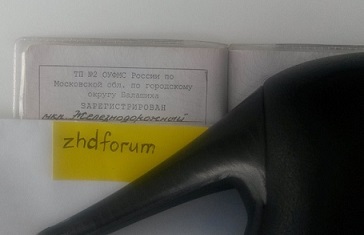 ТП №2 ОУФМС России по
Московской обл. по городскому
округу Балашиха
ЗАРЕГИСТРИРОВАН
мкр. Железнодорожный
zhdforum